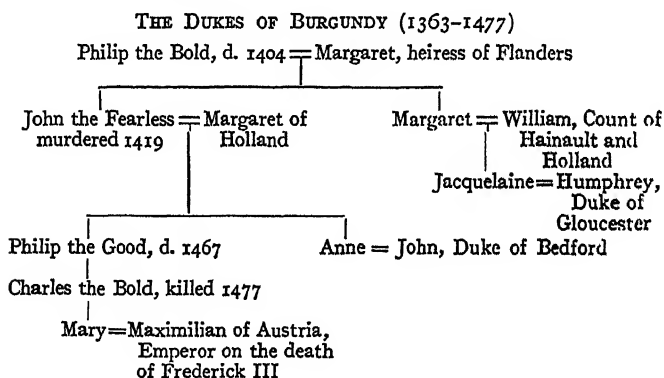 THE DUKES OF BURGUNDY (1363–1477)
Philip the Bold, d. 1404 = Margaret, heiress of Flanders
John the Fearless = Margaret of
murdered 1419 Holland
Margaret = William, Count of
Hainault and
Holland
Jacquelaine = Humphrey,
Duke of
Gloucester
Philip the Good, d. 1467
Anne = John, Duke of Bedford
Charles the Bold, killed 1477
Mary = Maximilian of Austria,
Emperor on the death
of Frederick III